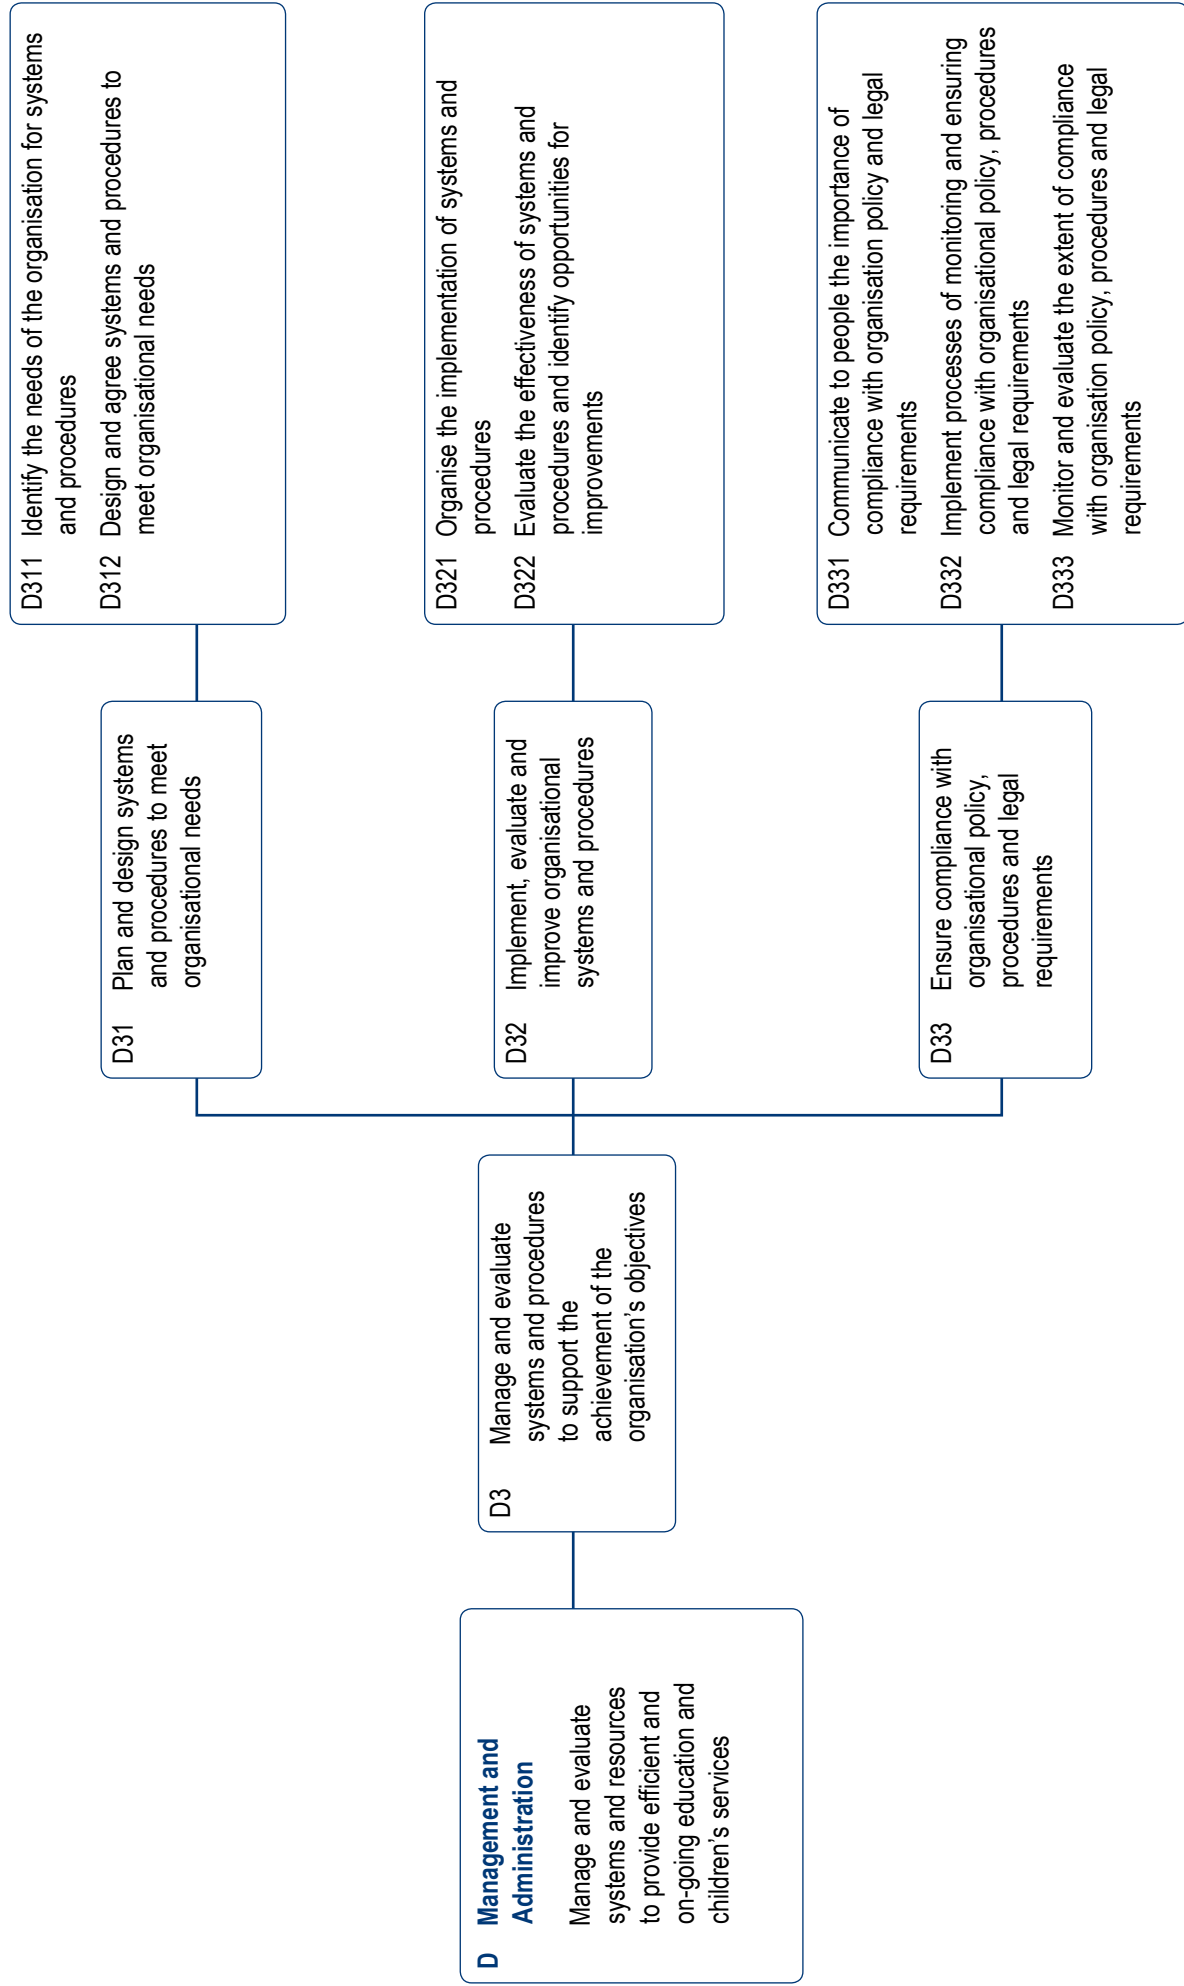 D Management and
Administration
Manage and evaluate
systems and resources
to provide efficient and
on-going education and
children’s services
D3 Manage and evaluate
systems and procedures
to support the
achievement of the
organisation’s objectives
D31 Plan and design systems
and procedures to meet
organisational needs
D311 Identify the needs of the organisation for systems
and procedures
D312 Design and agree systems and procedures to
meet organisational needs
D32 Implement, evaluate and
improve organisational
systems and procedures
D321 Organise the implementation of systems and
procedures
D322 Evaluate the effectiveness of systems and
procedures and identify opportunities for
improvements
D33 Ensure compliance with
organisational policy,
procedures and legal
requirements
D331 Communicate to people the importance of
compliance with organisation policy and legal
requirements
D332 Implement processes of monitoring and ensuring
compliance with organisational policy, procedures
and legal requirements
D333 Monitor and evaluate the extent of compliance
with organisation policy, procedures and legal
requirements